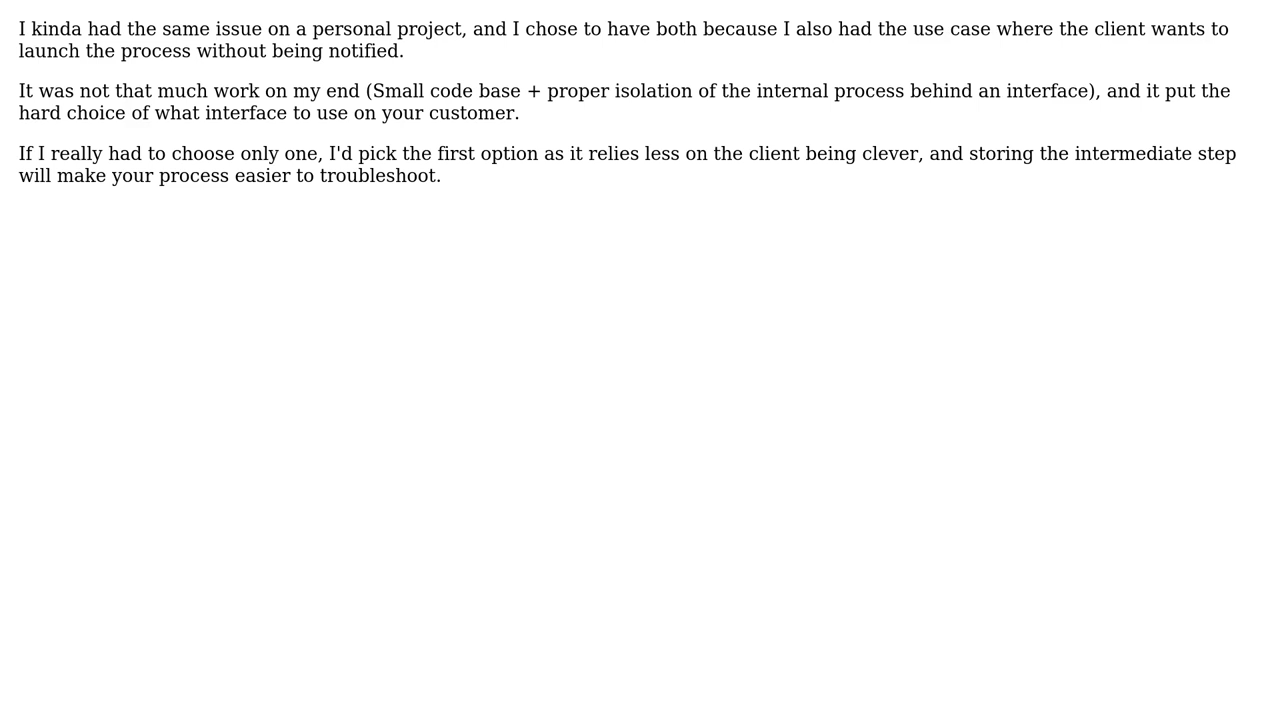 I kinda had the same issue on a personal project, and I chose to have both because I also had the use case where the client wants to
launch the process without being notified.
It was not that much work on my end (Small code base + proper isolation of the internal process behind an interface), and it put the
hard choice of what interface to use on your customer.
If I really had to choose only one, I'd pick the first option as it relies less on the client being clever, and storing the intermediate step
will make your process easier to troubleshoot.